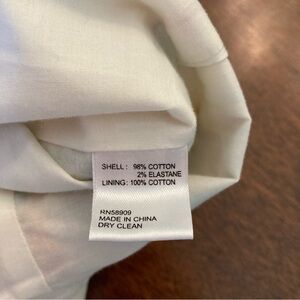 SHELL: 98% COTTON
2% ELASTANE
LINING: 100% COTTON
RN58909
MADE IN CHINA
DRY CLEAN